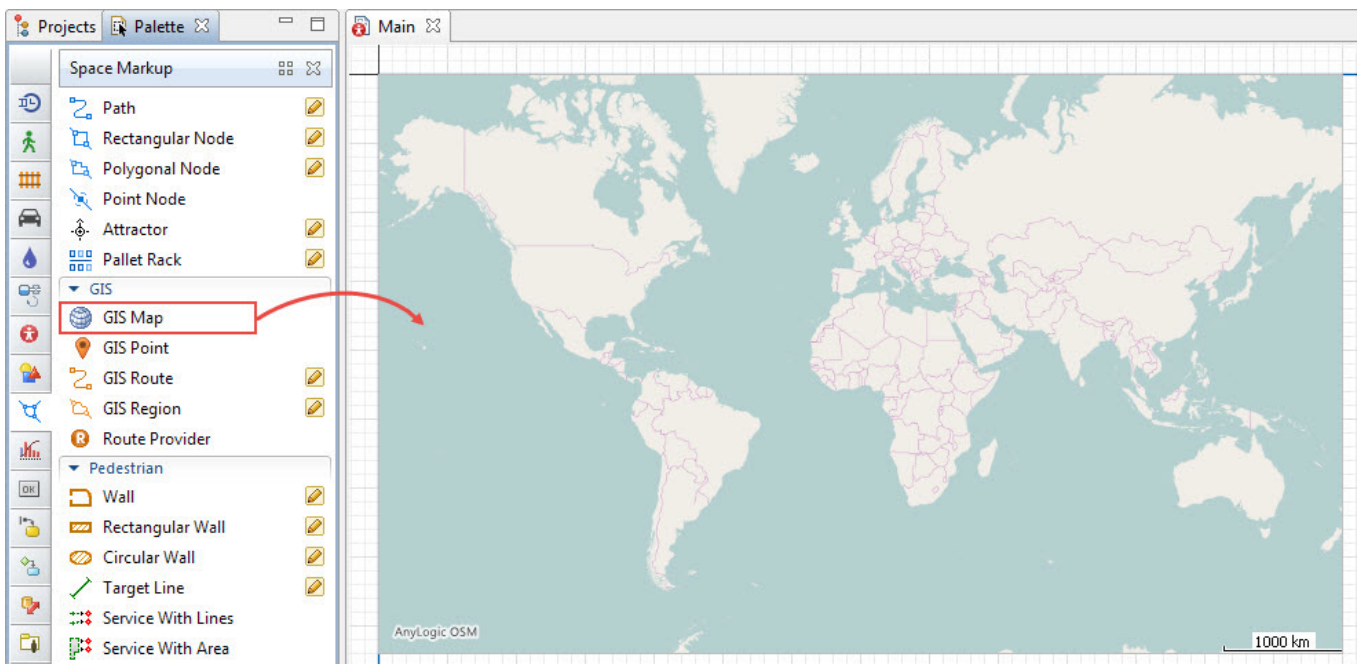 Projects
Palette
Main
Space Markup
Path
Rectangular Node
Polygonal Node
Point Node
Attractor
Pallet Rack
GIS
GIS Map
GIS Point
GIS Route
GIS Region
R Route Provider
Pedestrian
OK
Wall
Rectangular Wall
Circular Wall
Target Line
Service With Lines
Service With Area
AnyLogic OSM
1000 km